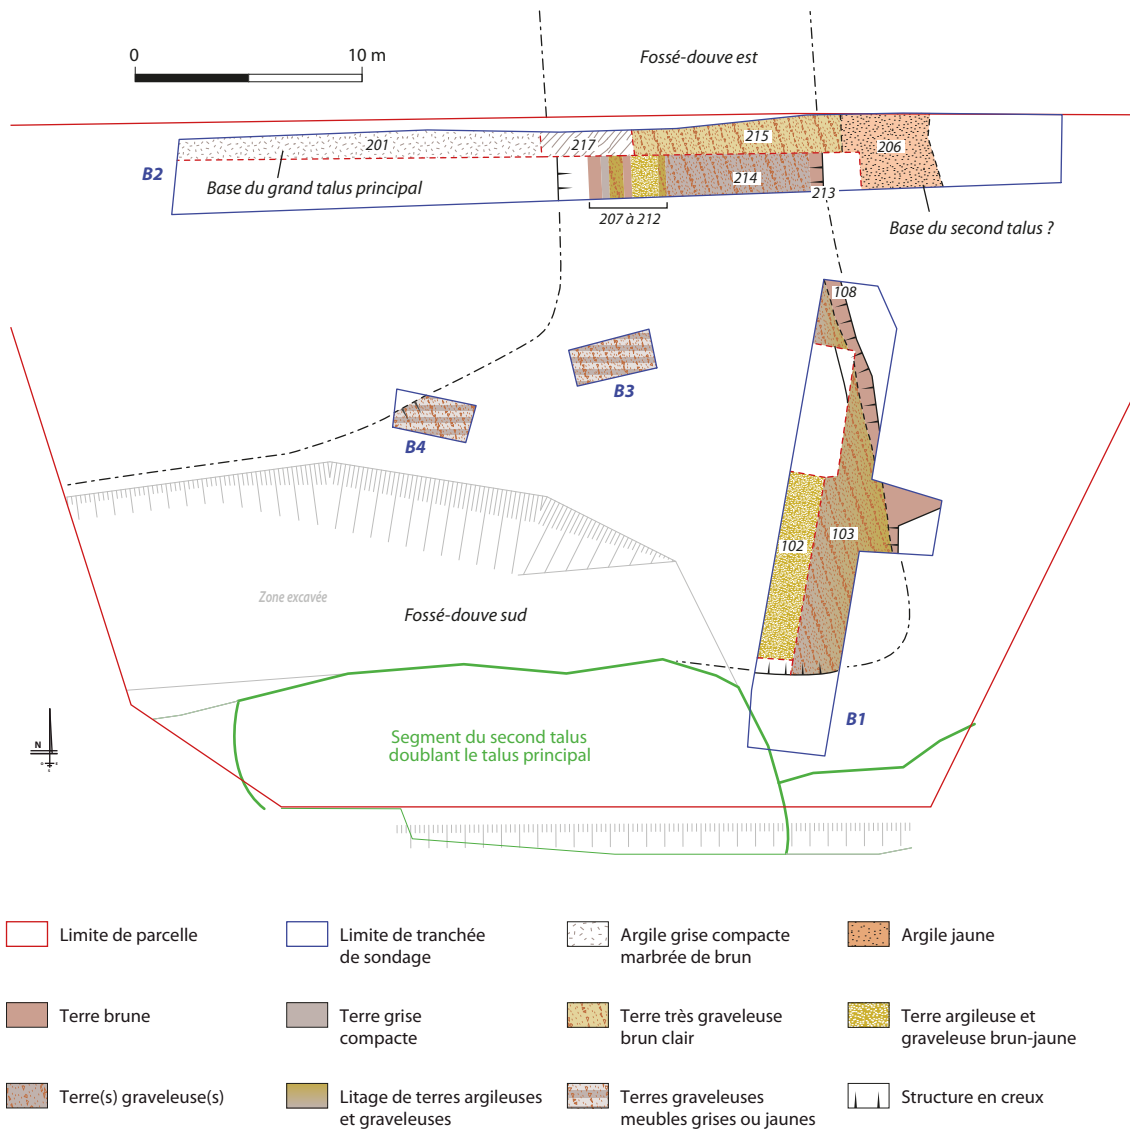 0
10 m
Fossé-douve est
201
217
215
206
B2
Base du grand talus principal
214
213
207 à 212
Base du second talus ?
108
B3
B4
102
103
Zone excavée
Fossé-douve sud
B1
N
Segment du second talus
doublant le talus principal
Limite de parcelle
Limite de tranchée
de sondage
Argile grise compacte
marbrée de brun
Argile jaune
Terre brune
Terre grise
compacte
Terre très graveleuse
brun clair
Terre argileuse et
graveleuse brun-jaune
Terre(s) graveleuse(s)
Litage de terres argileuses
et graveleuses
Terres graveleuses
meubles grises ou jaunes
Structure en creux